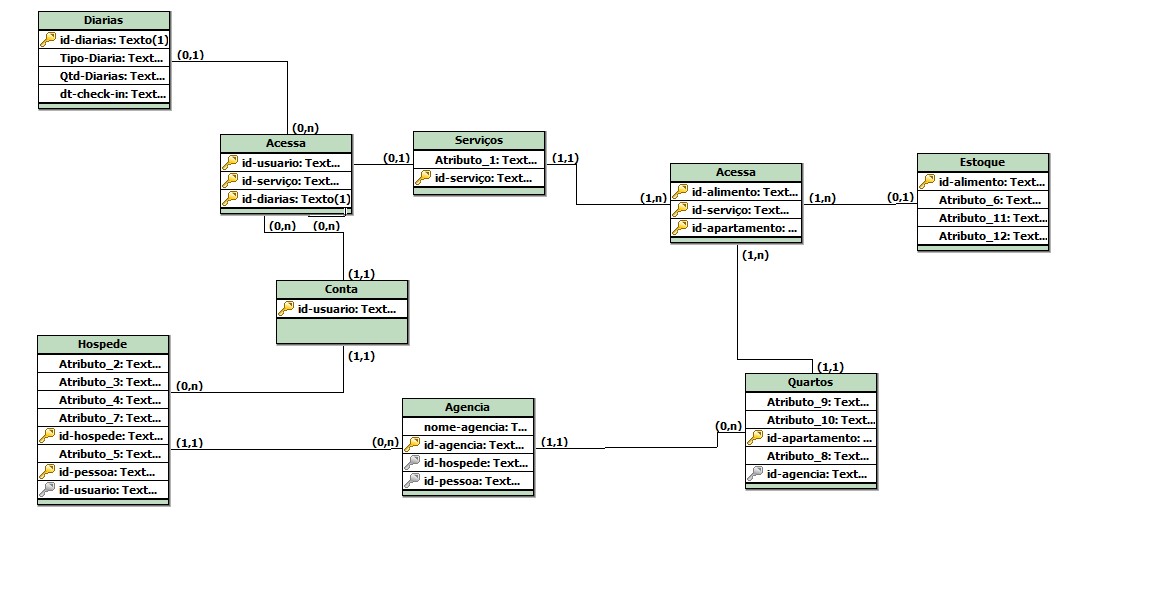 Diarias
id-diarias: Texto(1)
Tipo-Diaria: Text...
Qtd-Diarias: Text...
dt-check-in: Text...
(0,1)
(0,n)
Acessa
id-usuario: Text...
id-serviço: Text...
id-diarias: Texto(1)
(0,1)
(0,n)
(0,n)
Serviços
Atributo_1: Text...
id-serviço: Text...
(1,1)
(1,n)
Acessa
id-alimento: Text...
id-serviço: Text...
id-apartamento: ...
(1,n)
(0,1)
(1,n)
Estoque
id-alimento: Text...
Atributo_6: Text...
Atributo_11: Text...
Atributo_12: Text...
(1,1)
Conta
id-usuario: Text...
(1,1)
Hospede
Atributo_2: Text...
Atributo_3: Text...
Atributo_4: Text...
Atributo_7: Text...
id-hospede: Text...
Atributo_5: Text...
id-pessoa: Text...
id-usuario: Text...
(0,n)
(1,1)
(0,n)
Agencia
nome-agencia: T...
id-agencia: Text...
id-hospede: Text...
id-pessoa: Text...
(1,1)
(0,n)
(1,1)
Quartos
Atributo_9: Text...
Atributo_10: Text...
id-apartamento: ...
Atributo_8: Text...
id-agencia: Text...